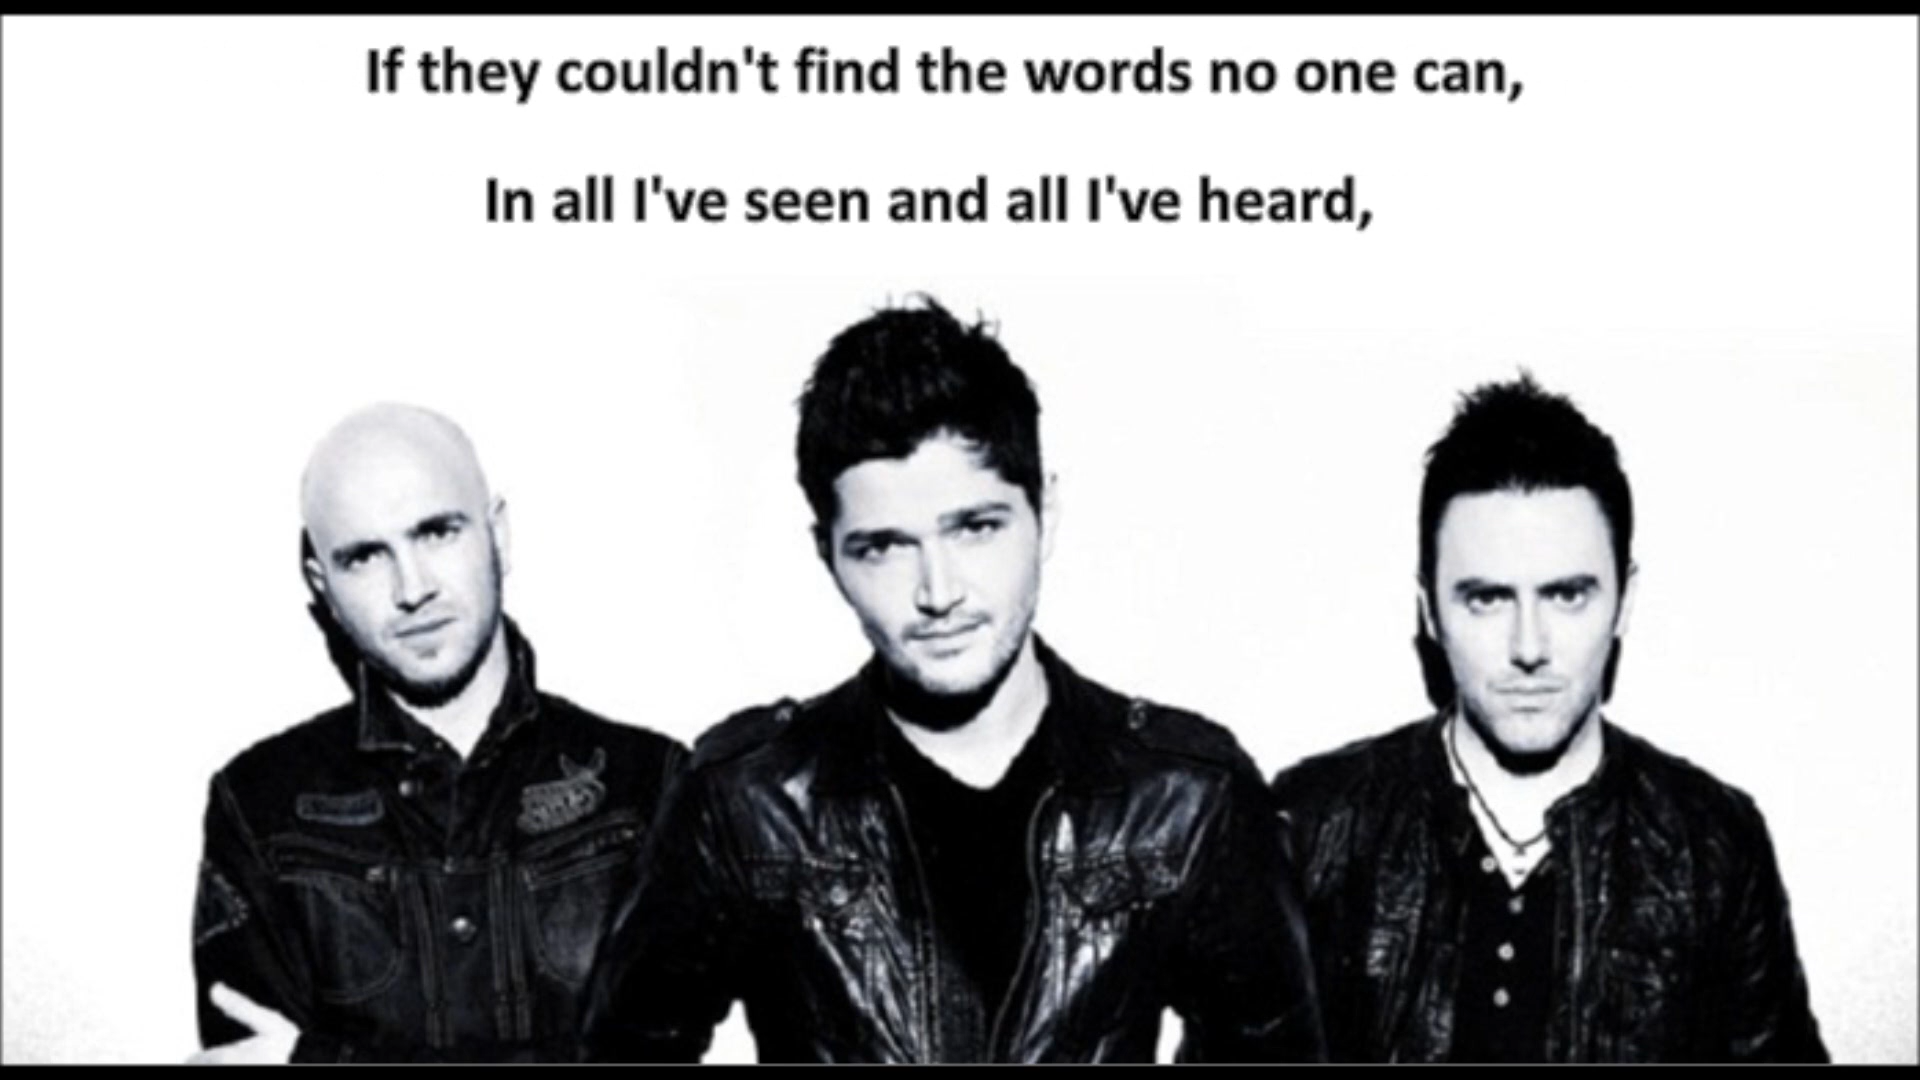 If they couldn't find the words no one can,
In all I've seen and all I've heard,